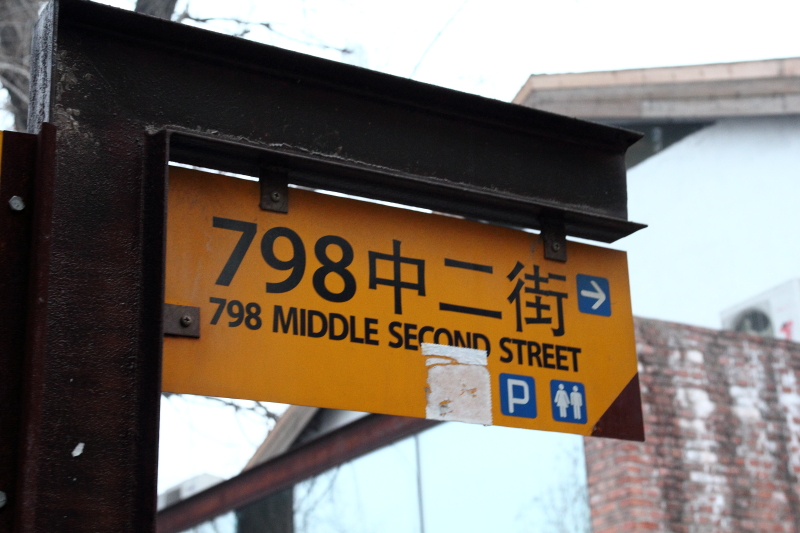 798中二街
798 MIDDLE SECOND STREET
P